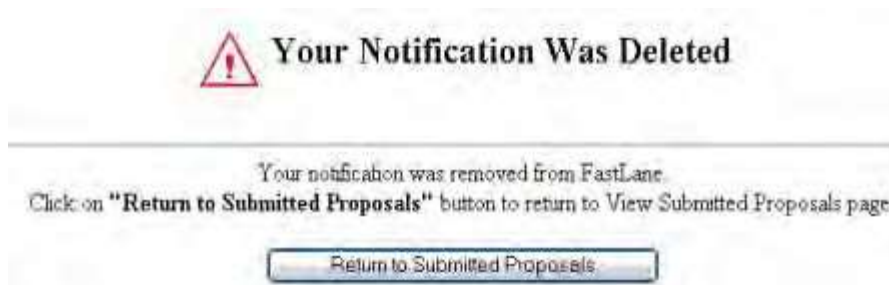 Your Notification Was Deleted
Your notification was removed from FastLane.
Click on "Return to Submitted Proposals" button to return to View Submitted Proposals page
Return to Submitted Proposals